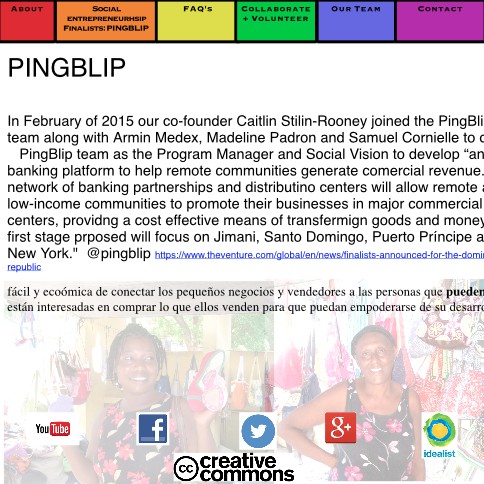 About
Social entrepreneurhsip Finalists: PINGBLIP
FAQ's
Collaborate + Volunteer
Our Team
Contact
PINGBLIP
In February of 2015 our co-founder Caitlin Stilin-Rooney joined the PingBli
team along with Armin Medex, Madeline Padron and Samuel Cornielle to c
PingBlip team as the Program Manager and Social Vision to develop "an
banking platform to help remote communities generate comercial revenue.
network of banking partnerships and distributino centers will allow remote a
low-income communities to promote their businesses in major commercial
centers, providng a cost effective means of transfermign goods and money
first stage prposed will focus on Jimani, Santo Domingo, Puerto Príncipe a
New York." @pingblip https://www.theventure.com/global/en/news/finalists-announced-for-the-domin
republic
fácil y ecoómica de conectar los pequeños negocios y vendedores a las personas que pueden
están interesadas en comprar lo que ellos venden para que puedan empoderarse de su desarro
YouTube
f
g+
idealist
cc creative
commons